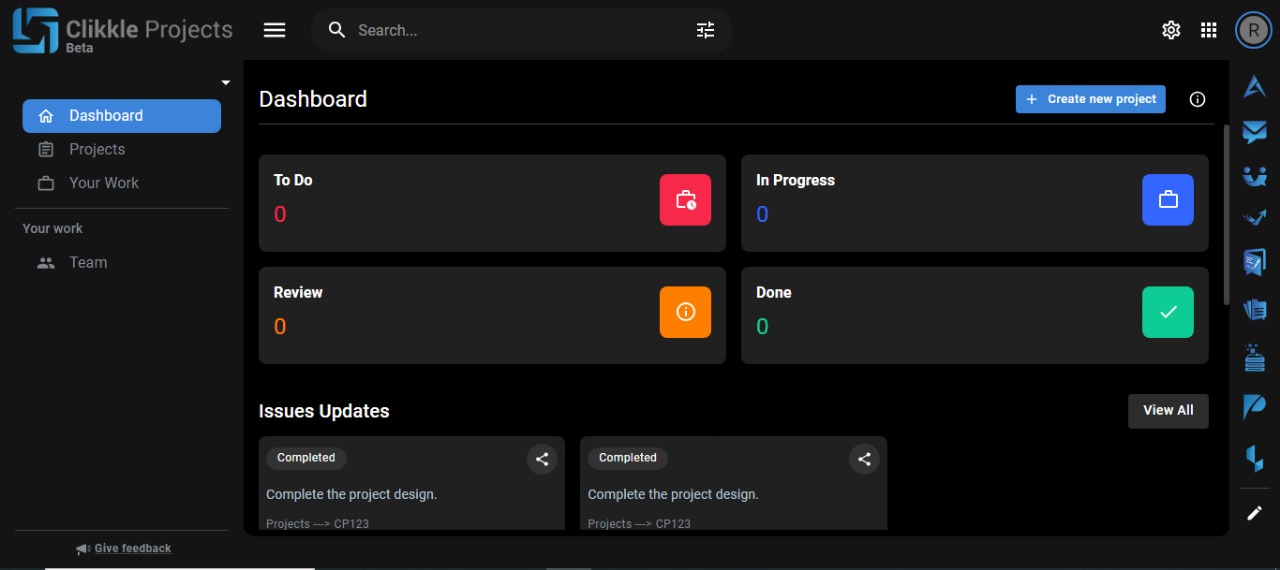 Clikkle Projects
Beta
Search...
R
Dashboard
Projects
Your Work
Your work
Team
Give feedback
Dashboard
+ Create new project
To Do
0
In Progress
0
Review
0
Done
0
Issues Updates
View All
Completed
Complete the project design.
Projects ---> CP123
Completed
Complete the project design.
Projects ---> CP123